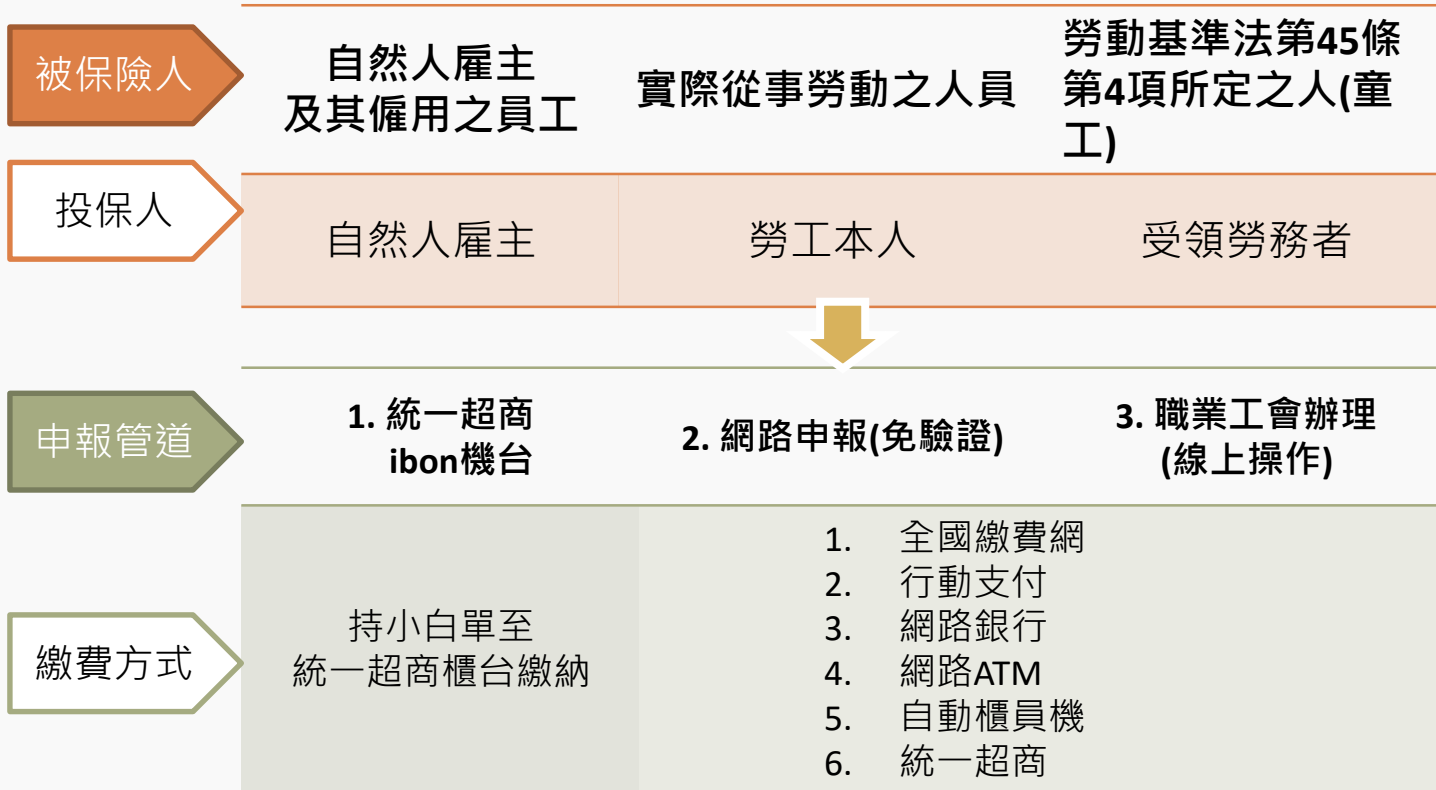 被保險人
自然人雇主
及其僱用之員工
實際從事勞動之人員
勞動基準法第45條
第4項所定之人(童
工)
投保人
自然人雇主
勞工本人
受領勞務者
申報管道
1. 統一超商
ibon機台
2. 網路申報(免驗證)
3. 職業工會辦理
(線上操作)
繳費方式
持小白單至
統一超商櫃台繳納
1. 全國繳費網
2. 行動支付
3. 網路銀行
4. 網路ATM
5. 自動櫃員機
6. 統一超商